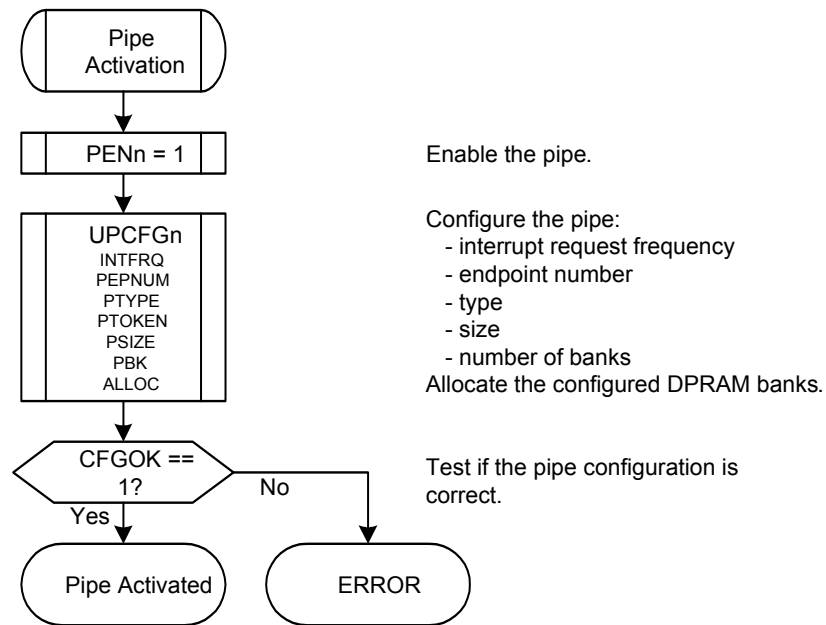 Pipe
Activation
PENn = 1
Enable the pipe.
UPCFGn
INTFRQ
PEPNUM
PTYPE
PTOKEN
PSIZE
PBK
ALLOC
Configure the pipe:
- interrupt request frequency
- endpoint number
- type
- size
- number of banks
Allocate the configured DPRAM banks.
CFGOK ==
1?
No
Yes
Test if the pipe configuration is
correct.
Pipe Activated
ERROR